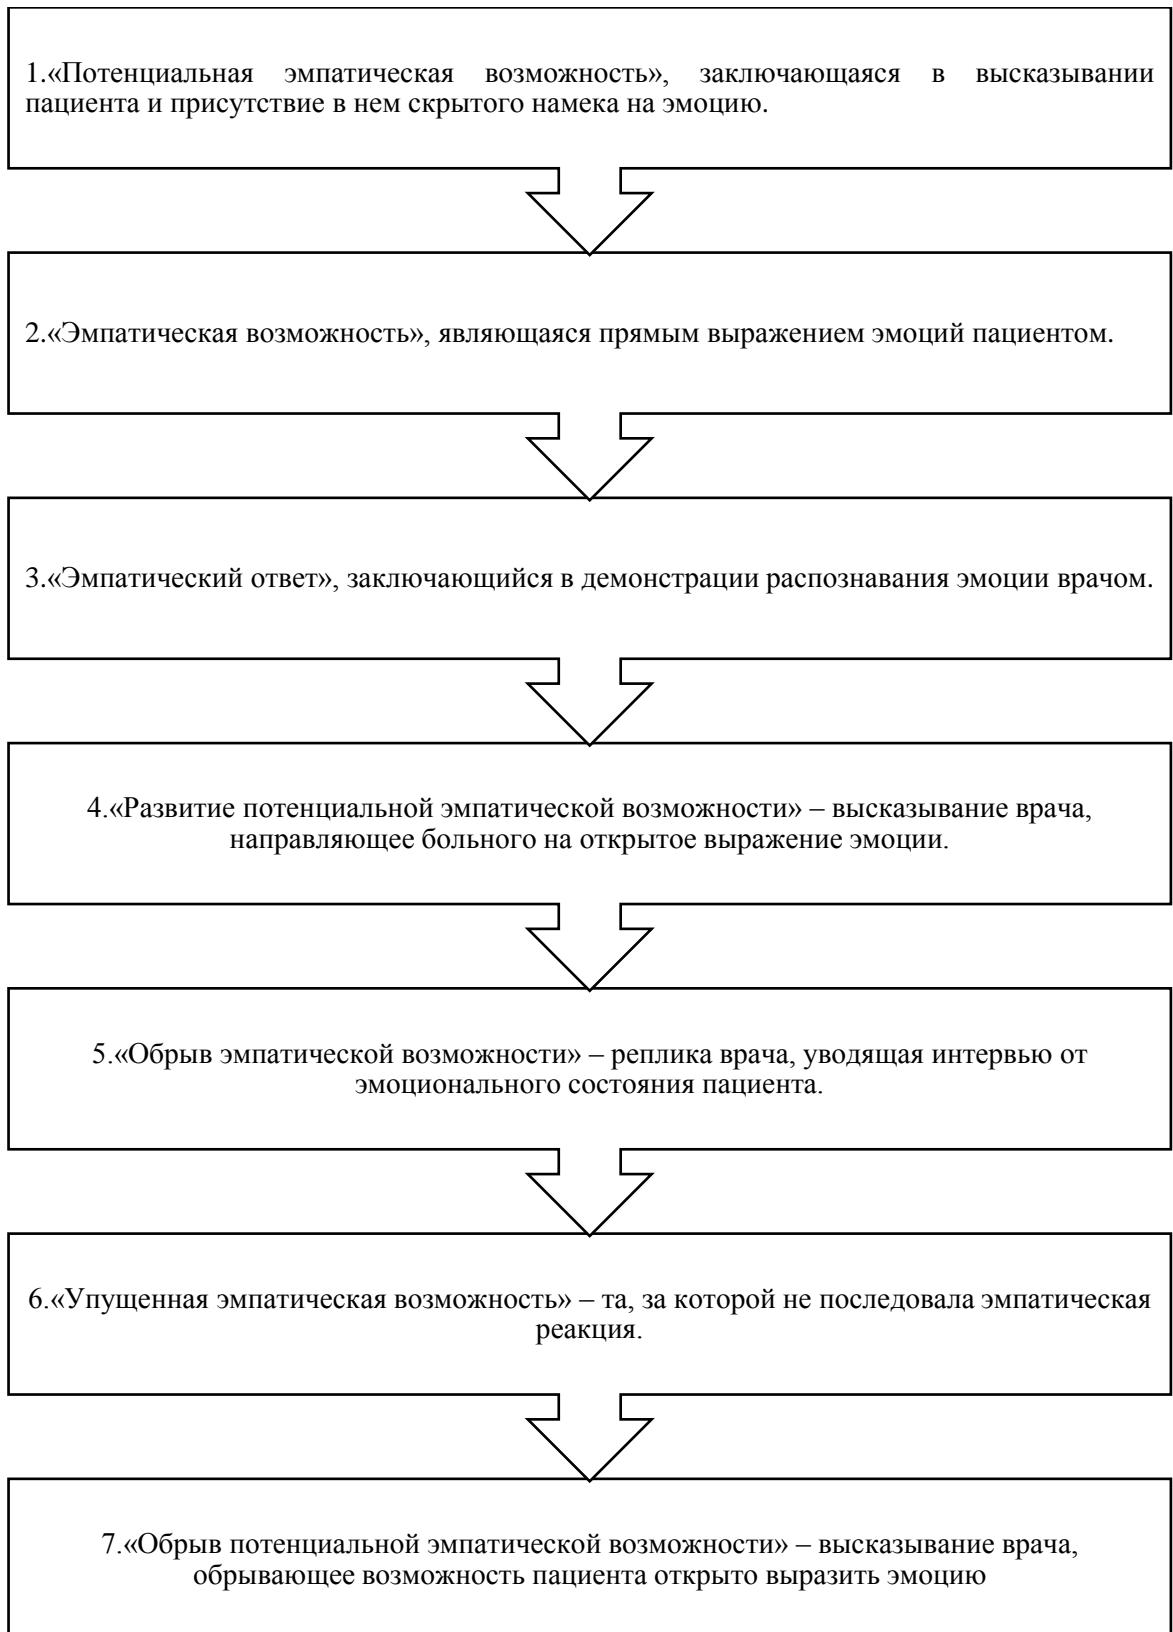 1.«Потенциальная эмпатическая возможность», заключающаяся в высказывании
пациента и присутствие в нем скрытого намека на эмоцию.
2.«Эмпатическая возможность», являющаяся прямым выражением эмоций пациентом.
3.«Эмпатический ответ», заключающийся в демонстрации распознавания эмоции врачом.
4.«Развитие потенциальной эмпатической возможности» – высказывание врача,
направляющее больного на открытое выражение эмоции.
5.«Обрыв эмпатической возможности» – реплика врача, уводящая интервью от
эмоционального состояния пациента.
6.«Упущенная эмпатическая возможность» – та, за которой не последовала эмпатическая
реакция.
7.«Обрыв потенциальной эмпатической возможности» – высказывание врача,
обрывающее возможность пациента открыто выразить эмоцию